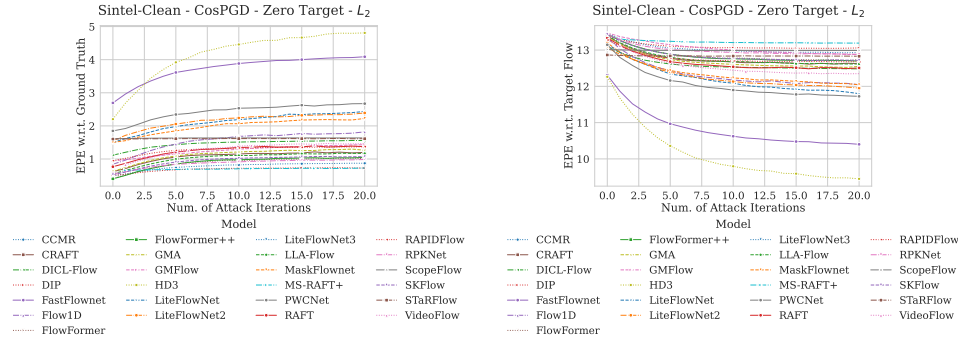 Sintel-Clean - CosPGD - Zero Target - L2
EPE w.r.t. Ground Truth
5
4
3
2
1
0.0 2.5 5.0 7.5 10.0 12.5 15.0 17.5 20.0
Num. of Attack Iterations
Model
CCMR FlowFormer++ LiteFlowNet3 RAPIDFlow
CRAFT GMA LLA-Flow RPKNet
DICL-Flow GMFlow MaskFlownet ScopeFlow
DIP HD3 MS-RAFT+ SKFlow
FastFlownet LiteFlowNet PWCNet STaRFlow
Flow1D LiteFlowNet2 RAFT VideoFlow
FlowFormer
Sintel-Clean - CosPGD - Zero Target - L2
EPE w.r.t. Target Flow
13
12
11
10
0.0 2.5 5.0 7.5 10.0 12.5 15.0 17.5 20.0
Num. of Attack Iterations
Model
CCMR FlowFormer++ LiteFlowNet3 RAPIDFlow
CRAFT GMA LLA-Flow RPKNet
DICL-Flow GMFlow MaskFlownet ScopeFlow
DIP HD3 MS-RAFT+ SKFlow
FastFlownet LiteFlowNet PWCNet STaRFlow
Flow1D LiteFlowNet2 RAFT VideoFlow
FlowFormer